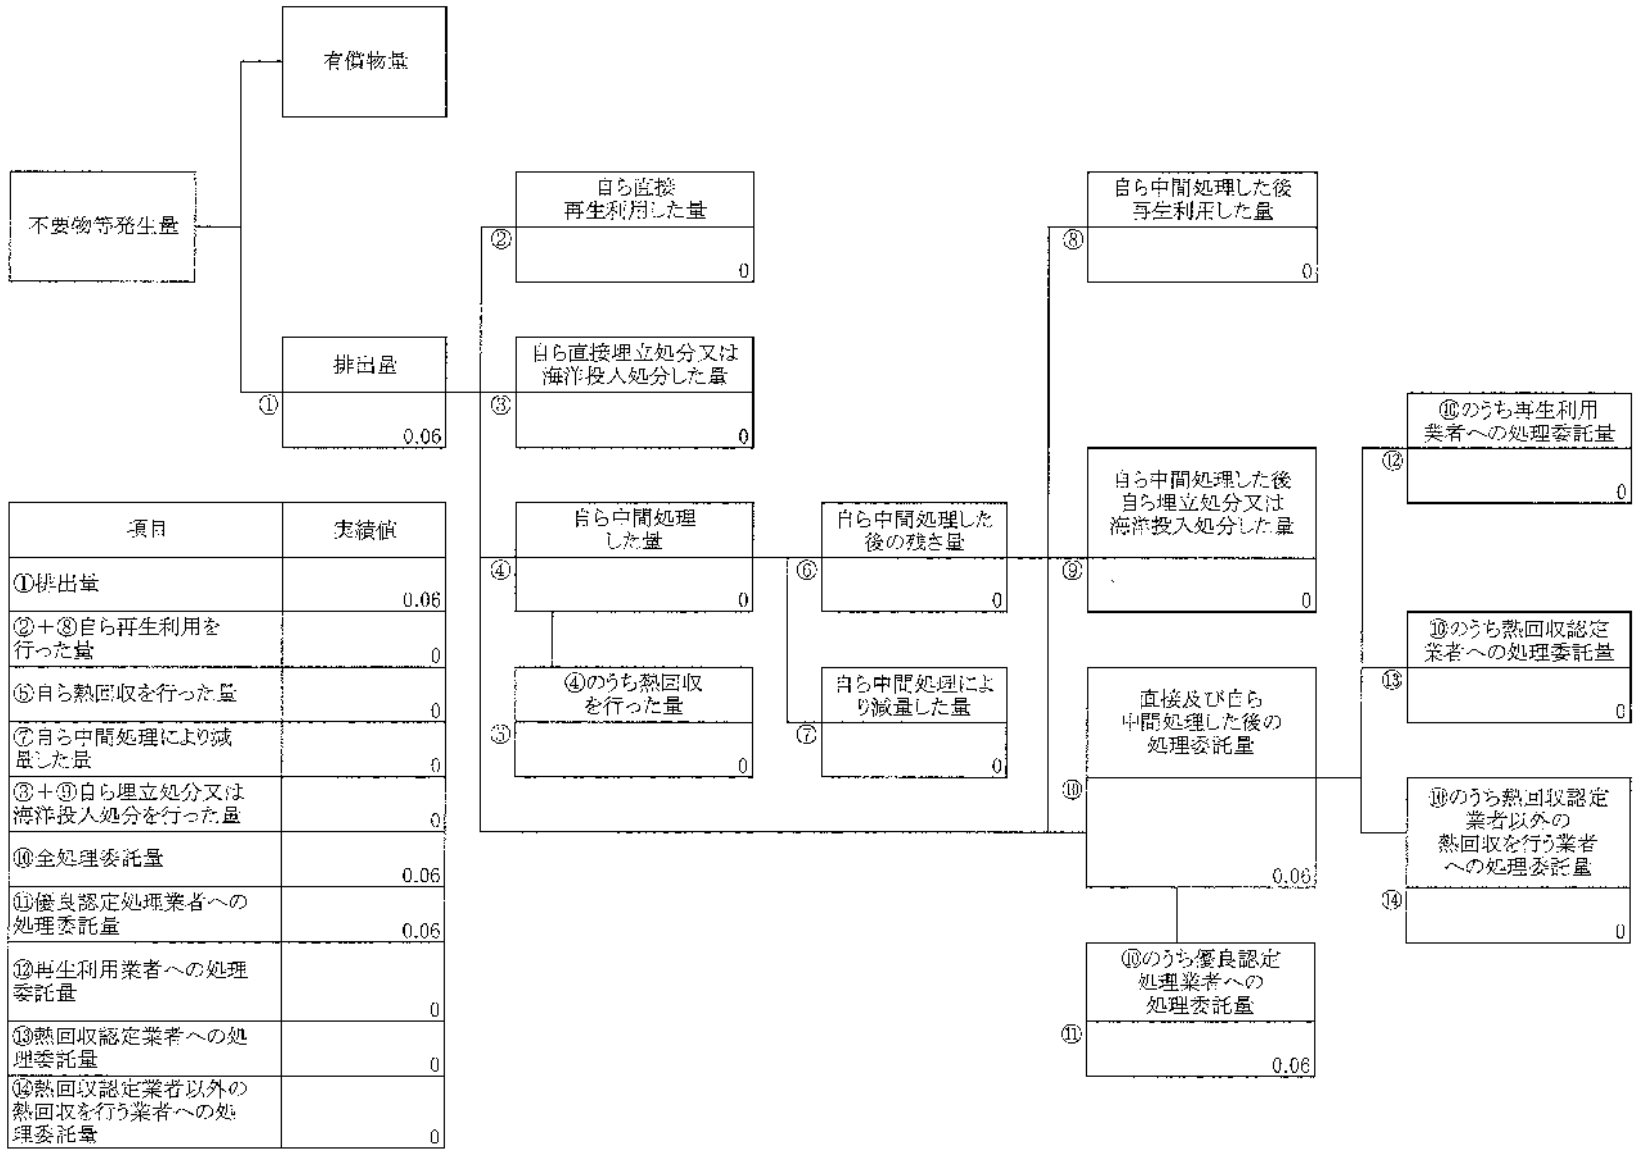 有償物量
不要物等発生量
排出量
①
0.06
自ら直接
再生利用した量
②
0
自ら直接埋立処分又は
海洋投入処分した量
③
0
自ら中間処理
した量
④
0
④のうち熱回収
を行った量
⑤
0
自ら中間処理した
後の残さ量
⑥
0
自ら中間処理によ
り減量した量
⑦
0
自ら中間処理した後
再生利用した量
⑧
0
自ら中間処理した後
自ら埋立処分又は
海洋投入処分した量
⑨
0
直接及び自ら
中間処理した後の
処理委託量
⑩
0.06
⑩のうち優良認定
処理業者への
処理委託量
⑪
0.06
⑩のうち再生利用
業者への処理委託量
⑫
0
⑩のうち熱回収認定
業者への処理委託量
⑬
0
⑩のうち熱回収認定
業者以外の
熱回収を行う業者
への処理委託量
⑭
0
項目 実績値
①排出量
0.06
②＋⑧自ら再生利用を
行った量
0
⑤自ら熱回収を行った量
0
⑦自ら中間処理により減
量した量
0
③＋⑨自ら埋立処分又は
海洋投入処分を行った量
0
⑩全処理委託量
0.06
⑪優良認定処理業者への
処理委託量
0.06
⑫再生利用業者への処理
委託量
0
⑬熱回収認定業者への処
理委託量
0
⑭熱回収認定業者以外の
熱回収を行う業者への処
理委託量
0